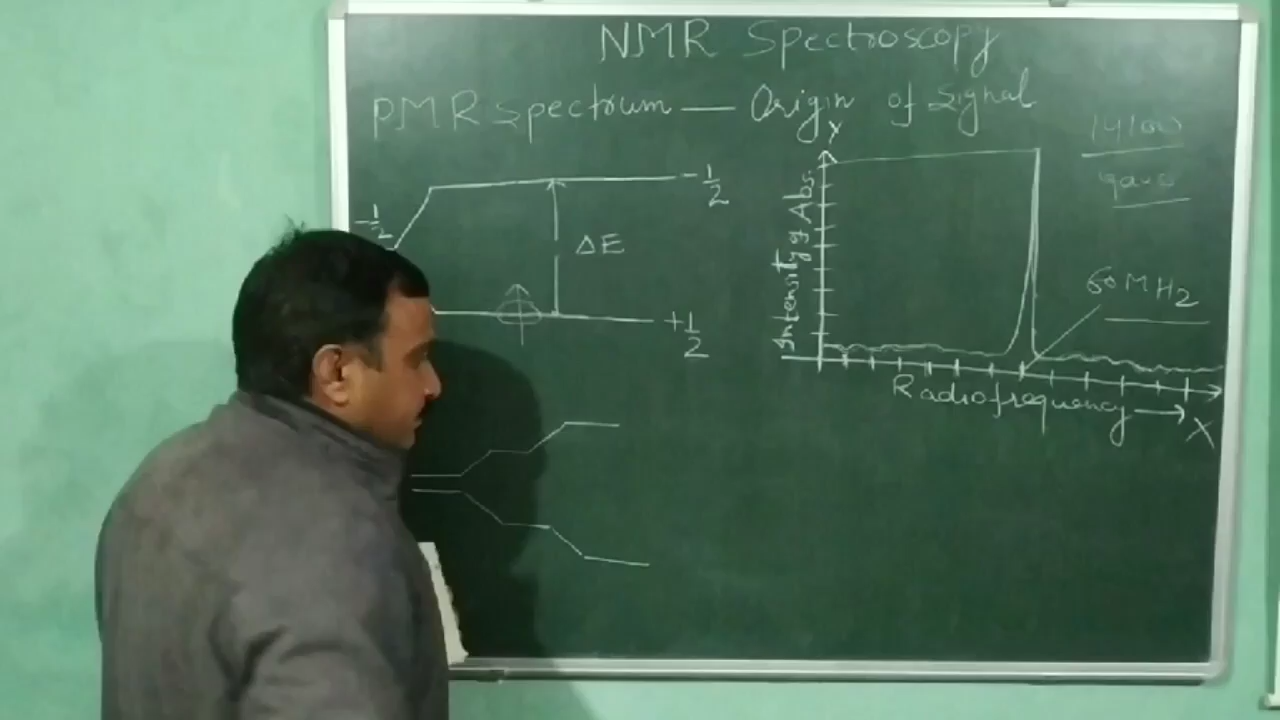 NMR Spectroscopy
PMR spectrum — Origin of Signal
14100
gauss
-1/2
-1/2
ΔE
+1/2
Y
Intensity of Abs.
60 MHz
Radiofrequency →
X